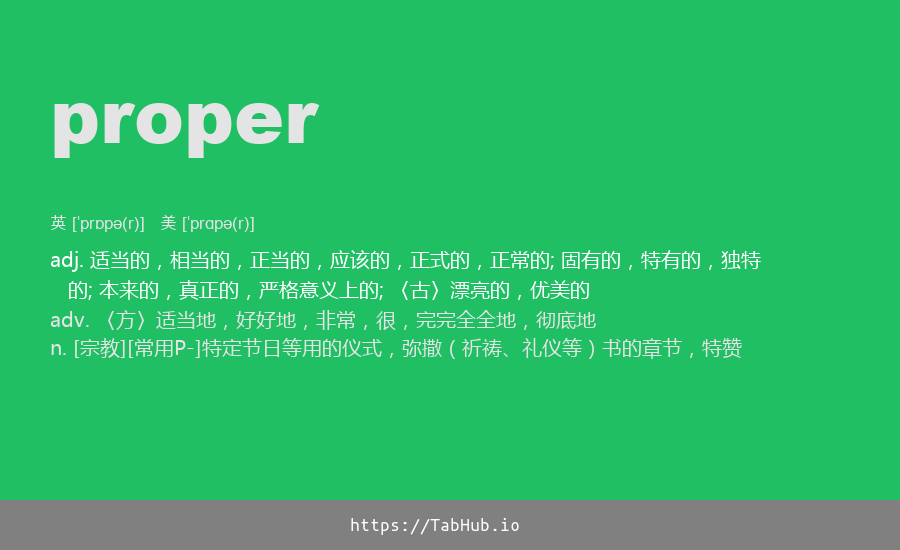 proper
英 [ˈprɒpə(r)] 美 [ˈprɑpə(r)]
adj. 适当的，相当的，正当的，应该的，正式的，正常的; 固有的，特有的，独特
的; 本来的，真正的，严格意义上的; 〈古〉漂亮的，优美的
adv. 〈方〉适当地，好好地，非常，很，完完全全地，彻底地
n. [宗教][常用P-]特定节日等用的仪式，弥撒（祈祷、礼仪等）书的章节，特赞
https://TabHub.io